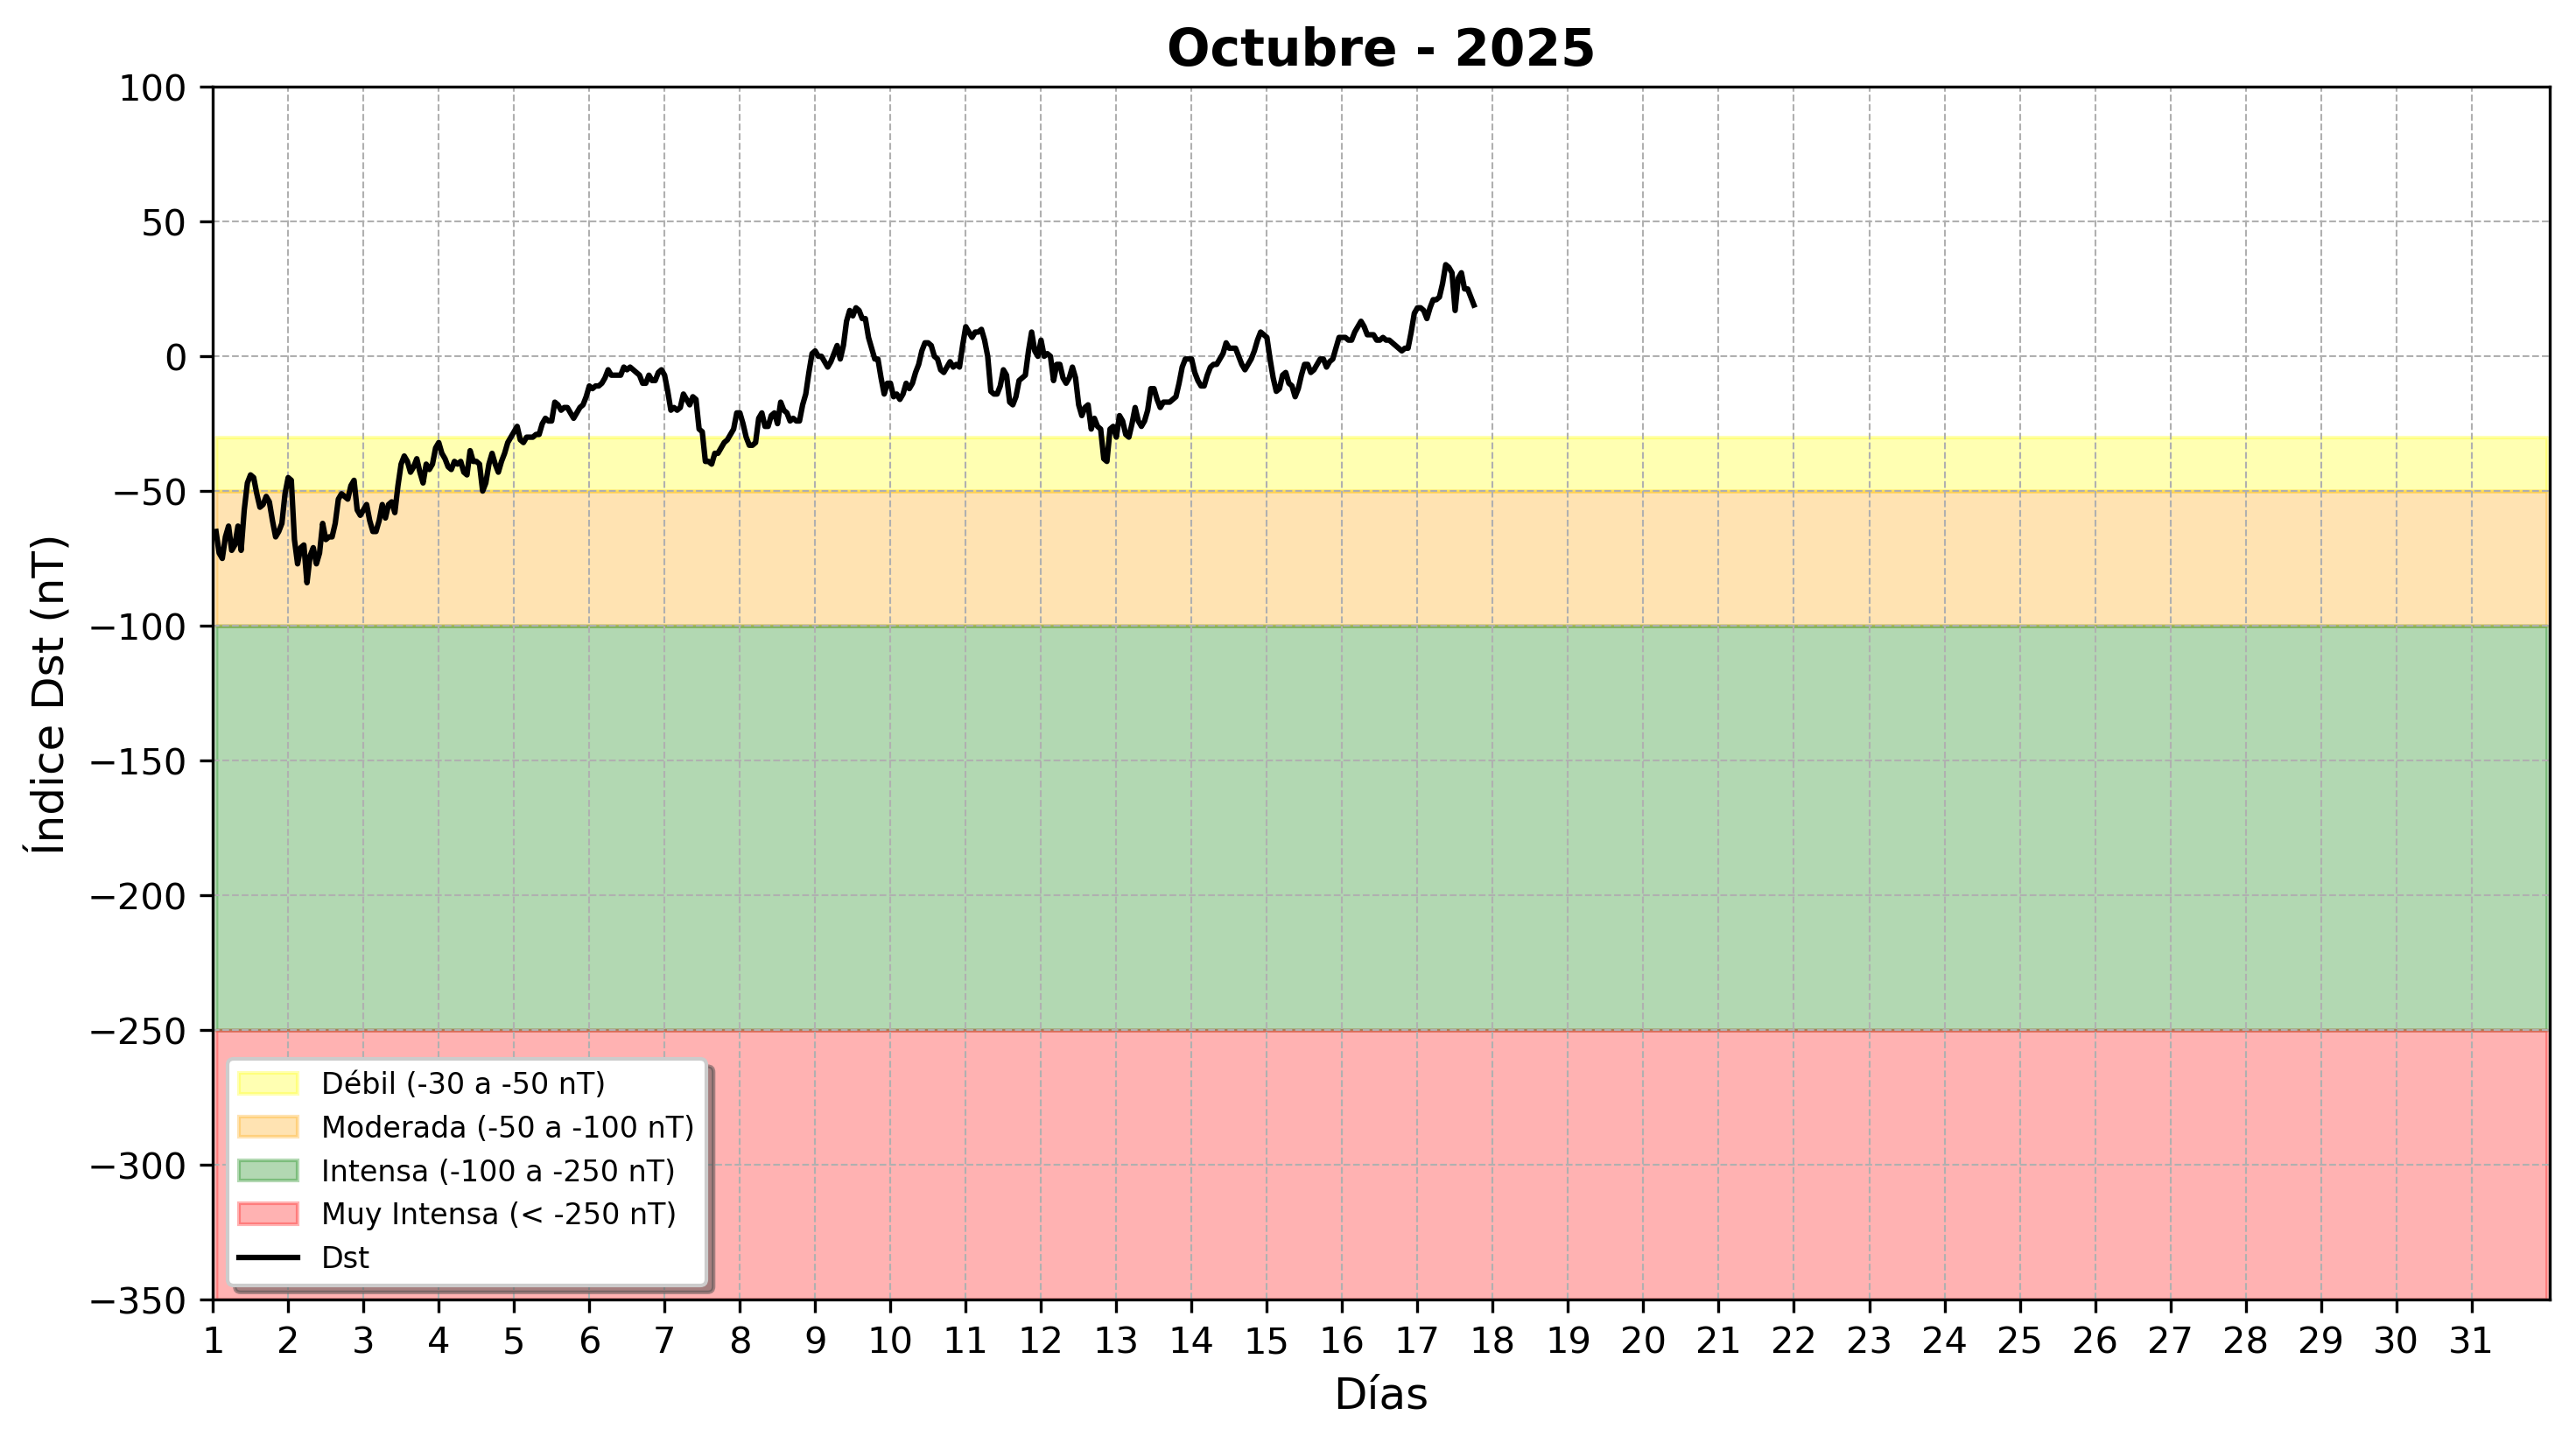 Octubre - 2025
100
50
0
−50
−100
−150
−200
−250
−300
−350
Índice Dst (nT)
Débil (-30 a -50 nT)
Moderada (-50 a -100 nT)
Intensa (-100 a -250 nT)
Muy Intensa (< -250 nT)
Dst
1 2 3 4 5 6 7 8 9 10 11 12 13 14 15 16 17 18 19 20 21 22 23 24 25 26 27 28 29 30 31
Días